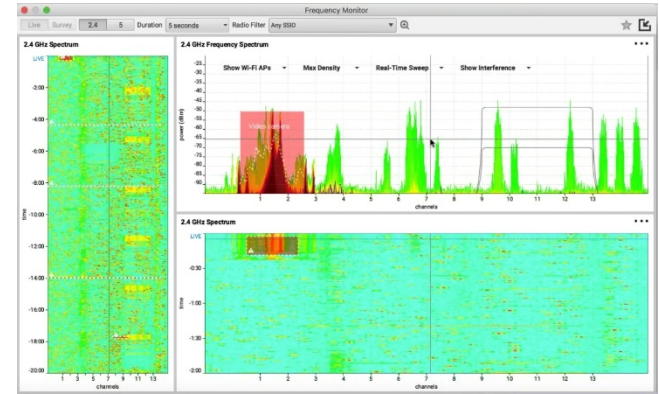 Frequency Monitor
Live Survey 2.4 5 Duration 5 seconds Radio Filter Any SSID
2.4 GHz Spectrum
LIVE
-2:00
-4:00
-6:00
-8:00
-10:00
-12:00
-14:00
-16:00
-18:00
-20:00
time
1 3 5 7 9 11 13
channels
2.4 GHz Frequency Spectrum
Show Wi-Fi APs Max Density Real-Time Sweep Show Interference
power (dBm)
-25
-30
-35
-40
-45
-50
-55
-60
-65
-70
-75
-80
-85
-90
Video camera
1 2 3 4 5 6 7 8 9 10 11 12 13
channels
2.4 GHz Spectrum
LIVE
-0:30
-1:00
-1:30
-2:00
time
1 2 3 4 5 6 7 8 9 10 11 12 13
channels